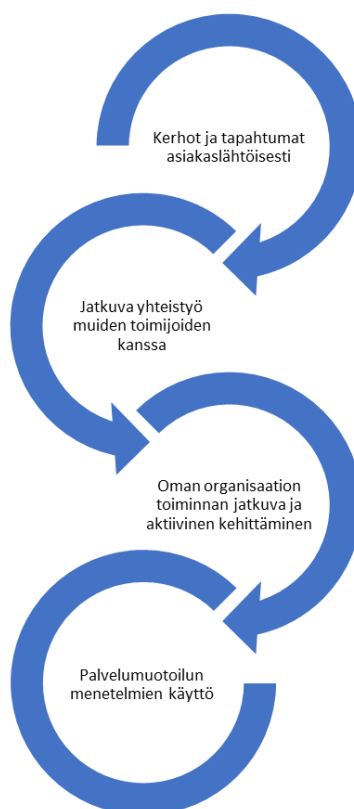 Kerhot ja tapahtumat
asiakaslähtöisesti
Jatkuva yhteistyö
muiden toimijoiden
kanssa
Oman organisaation
toiminnan jatkuva ja
aktiivinen kehittäminen
Palvelumuotoilun
menetelmien käyttö